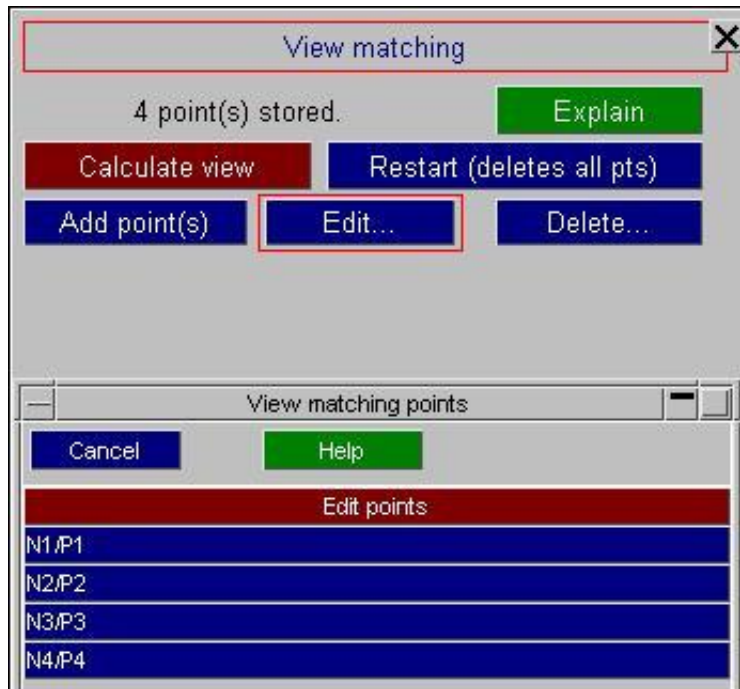 View matching
4 point(s) stored.
Explain
Calculate view
Restart (deletes all pts)
Add point(s)
Edit...
Delete...
View matching points
Cancel
Help
Edit points
N1/P1
N2/P2
N3/P3
N4/P4